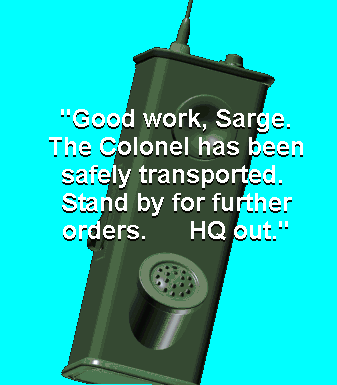 "Good work, Sarge.
The Colonel has been
safely transported.
Stand by for further
orders. HQ out."